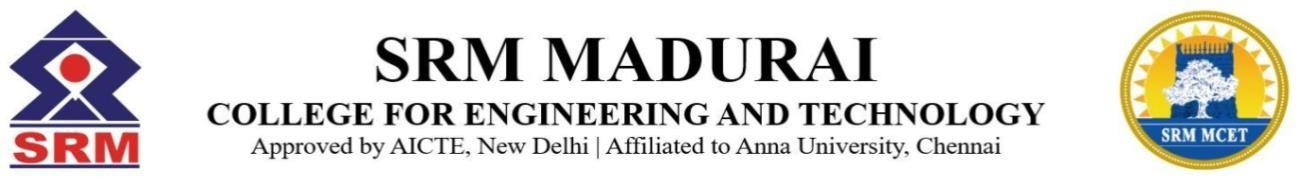 SRM
SRM MADURAI
COLLEGE FOR ENGINEERING AND TECHNOLOGY
Approved by AICTE, New Delhi | Affiliated to Anna University, Chennai
SRM MCET